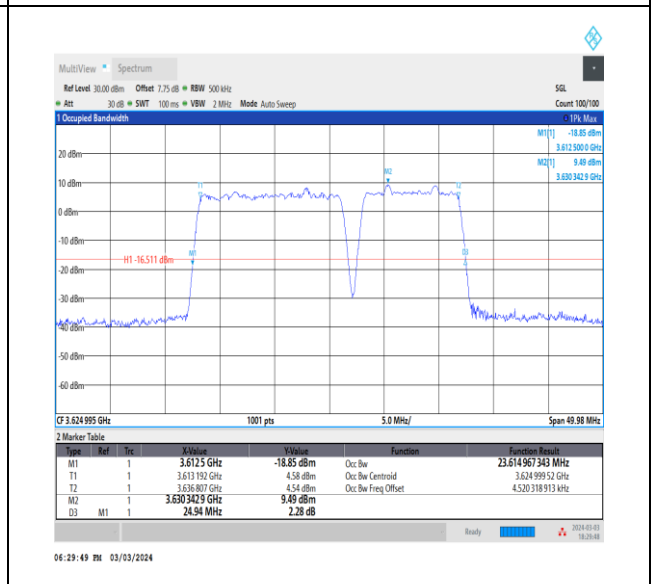 MultiView Spectrum
Ref Level 30.00 dBm Offset 7.75 dB RBW 500 kHz SGL
Att 30 dB SWT 100 ms VBW 2 MHz Mode Auto Sweep Count 100/100
1 Occupied Bandwidth 1Pk Max
M1[1] -18.85 dBm
3.612 500 0 GHz
M2[1] 9.49 dBm
3.630 342 9 GHz
20 dBm
M2
T1 T2
10 dBm
0 dBm
-10 dBm
M1 D3
H1 -16.511 dBm
-20 dBm
-30 dBm
-40 dBm
-50 dBm
-60 dBm
CF 3.624 995 GHz 1001 pts 5.0 MHz/ Span 49.98 MHz
2 Marker Table
Type Ref Trc X-Value Y-Value Function Function Result
M1 1 3.6125 GHz -18.85 dBm Occ Bw 23.614 967 343 MHz
T1 1 3.613 192 GHz 4.58 dBm Occ Bw Centroid 3.624 999 52 GHz
T2 1 3.636 807 GHz 4.54 dBm Occ Bw Freq Offset 4.520 318 913 kHz
M2 1 3.630 342 9 GHz 9.49 dBm
D3 M1 1 24.94 MHz 2.28 dB
Ready 2024-03-03
18:29:48
06:29:49 PM 03/03/2024